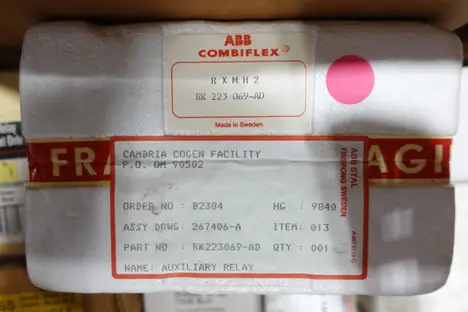 ABB
COMBIFLEX®
RXMH2
RK 223 069-AD
Made in Sweden
FRA
AGI
CAMBRIA COGEN FACILITY
P.O. OM 90502
ORDER NO : B2384 HG : 9840
ASSY DRWG: 267406-A ITEM: 013
PART NO : RK223069-AD QTY : 001
NAME: AUXILIARY RELAY
ABB STAL
FINSPONG SWEDEN